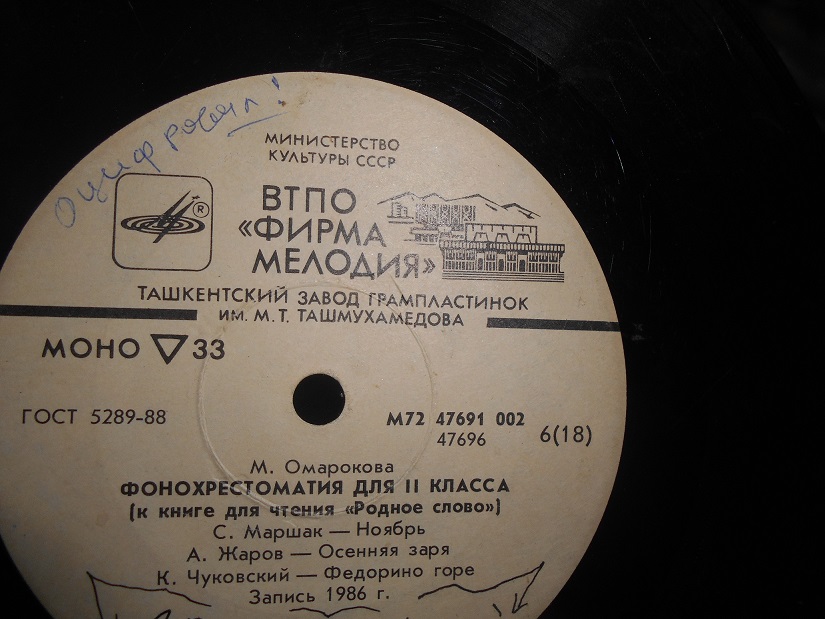 Оцифровал!
МИНИСТЕРСТВО
КУЛЬТУРЫ СССР
®
ВТПО
«ФИРМА
МЕЛОДИЯ»
ТАШКЕНТСКИЙ ЗАВОД ГРАМПЛАСТИНОК
ИМ. М. Т. ТАШМУХАМЕДОВА
МОНО ▽ 33
ГОСТ 5289-88
М72 47691 002
47696
6(18)
М. Омарокова
ФОНОХРЕСТОМАТИЯ ДЛЯ II КЛАССА
(к книге для чтения «Родное слово»)
С. Маршак — Ноябрь
А. Жаров — Осенняя заря
К. Чуковский — Федорино горе
Запись 1986 г.